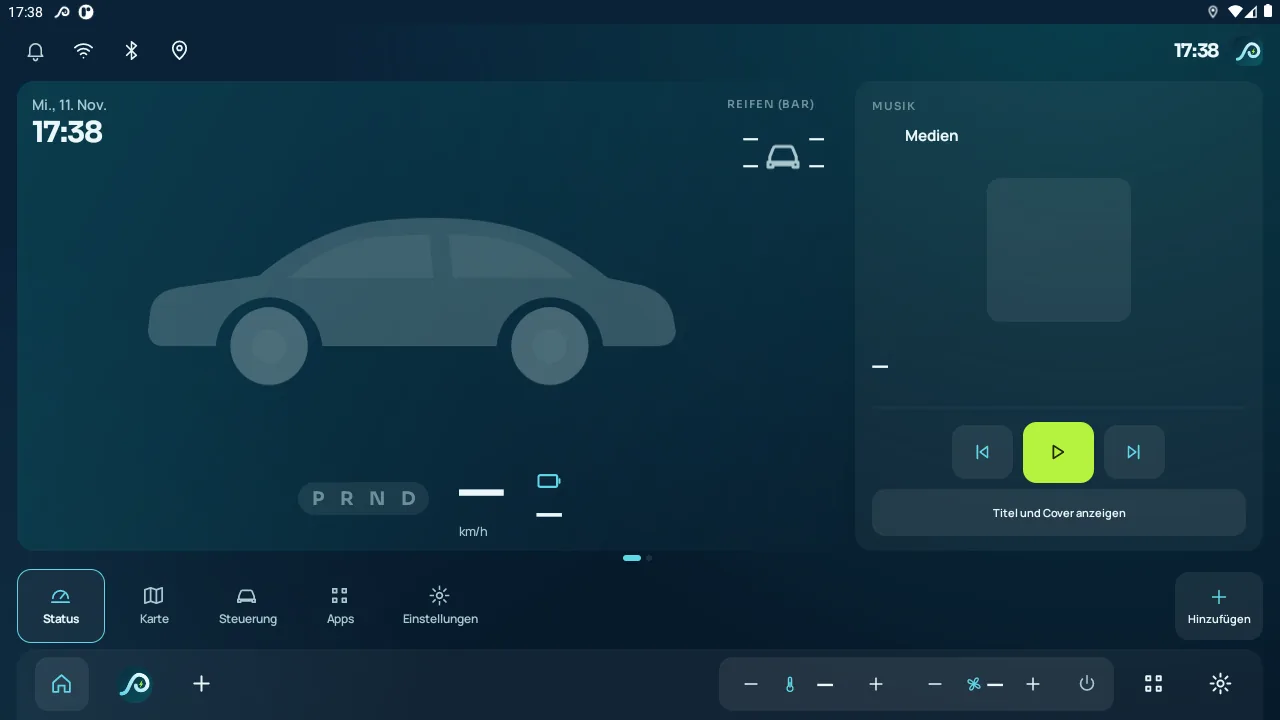 17:38
17:38
Mi., 11. Nov.
17:38
REIFEN (BAR)
— —
— —
P R N D
—
km/h
—
MUSIK
Medien
—
Titel und Cover anzeigen
Status
Karte
Steuerung
Apps
Einstellungen
Hinzufügen
— —